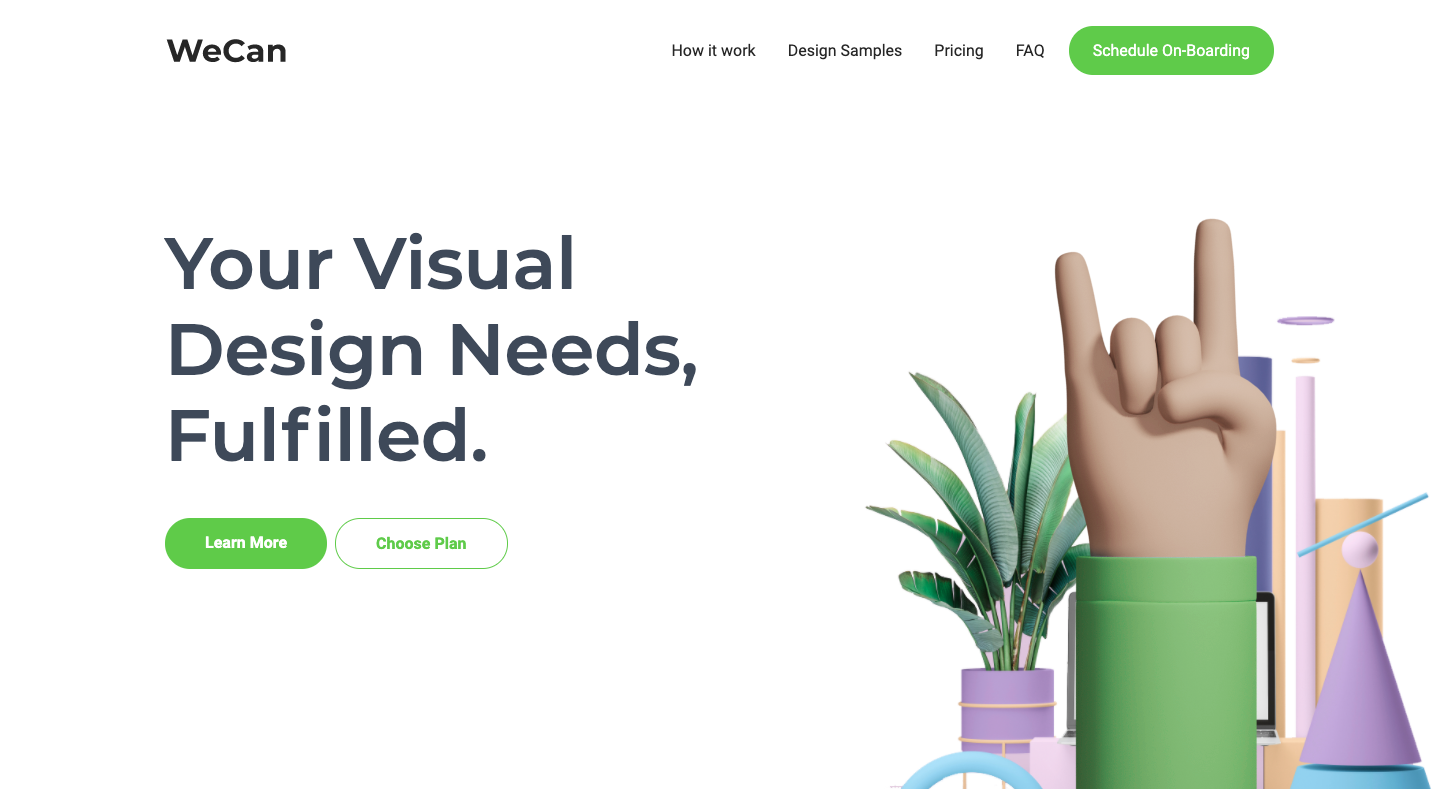 WeCan
How it work
Design Samples
Pricing
FAQ
Schedule On-Boarding
Your Visual
Design Needs,
Fulfilled.
Learn More
Choose Plan